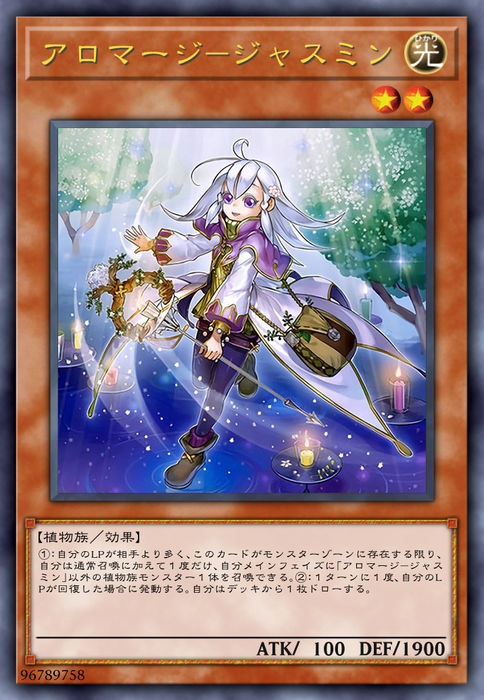 アロマージ－ジャスミン
ひかり
光
【植物族／効果】
①：自分のLPが相手より多く、このカードがモンスターゾーンに存在する限り、
自分は通常召喚に加えて１度だけ、自分メインフェイズに「アロマージ－ジャス
ミン」以外の植物族モンスター１体を召喚できる。②：１ターンに１度、自分のL
Pが回復した場合に発動する。自分はデッキから１枚ドローする。
ATK/ 100 DEF/1900
96789758